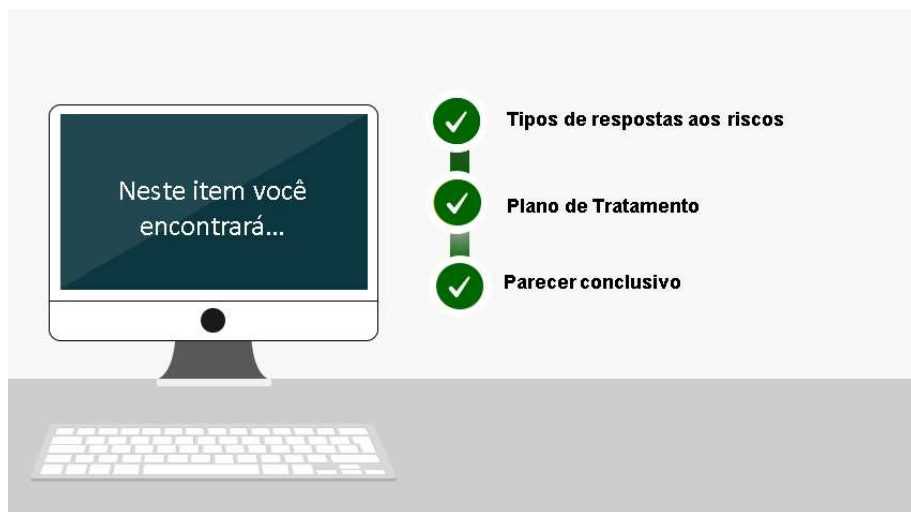 Neste item você
encontrará...
Tipos de respostas aos riscos
Plano de Tratamento
Parecer conclusivo